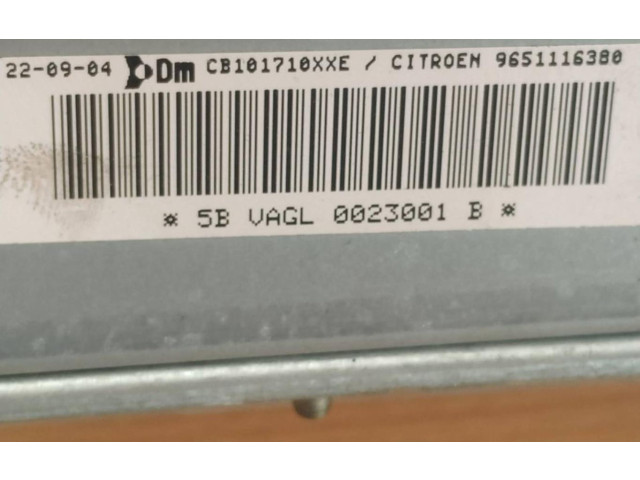 22-09-04 Dm CB101710XXE / CITROEN 9651116380
* 5B VAGL 0023001 B *